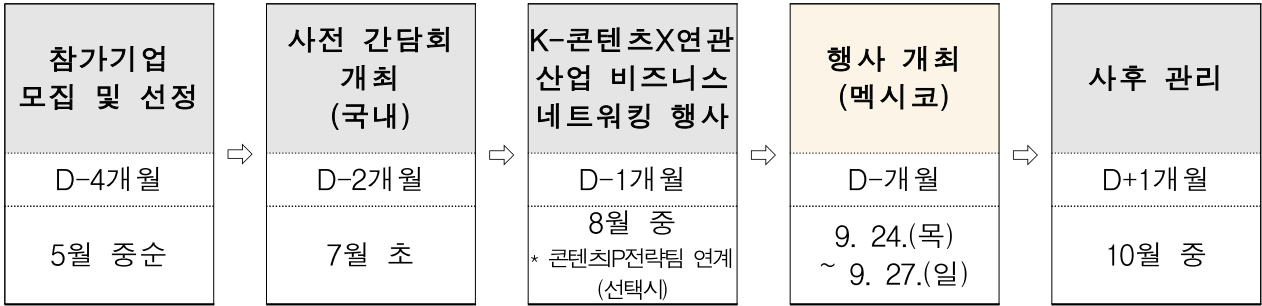 참가기업
모집 및 선정
D-4개월
5월 중순
⇨
사전 간담회
개최
(국내)
D-2개월
7월 초
⇨
K-콘텐츠X연관
산업 비즈니스
네트워킹 행사
D-1개월
8월 중
* 콘텐츠IP전략팀 연계
(선택시)
⇨
행사 개최
(멕시코)
D-개월
9. 24.(목)
~ 9. 27.(일)
⇨
사후 관리
D+1개월
10월 중